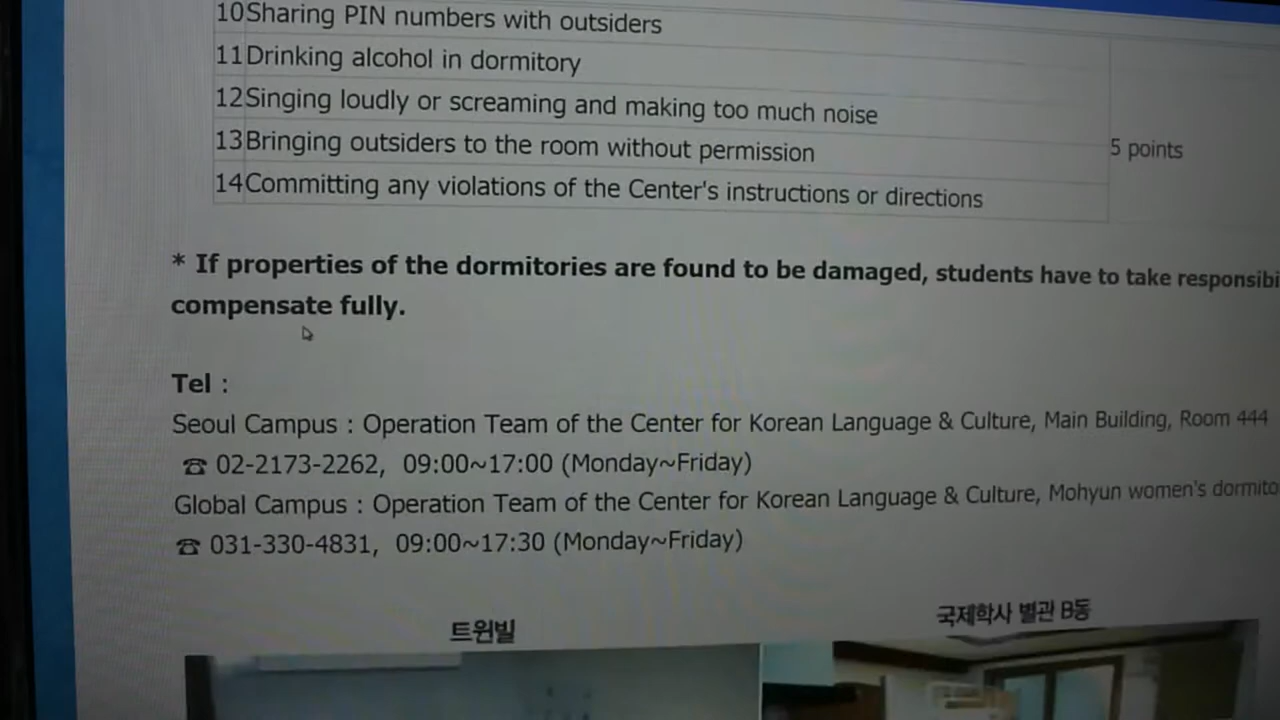 10 Sharing PIN numbers with outsiders
11 Drinking alcohol in dormitory
12 Singing loudly or screaming and making too much noise
13 Bringing outsiders to the room without permission
5 points
14 Committing any violations of the Center's instructions or directions
* If properties of the dormitories are found to be damaged, students have to take responsibi
compensate fully.
Tel :
Seoul Campus : Operation Team of the Center for Korean Language & Culture, Main Building, Room 444
☎ 02-2173-2262, 09:00~17:00 (Monday~Friday)
Global Campus : Operation Team of the Center for Korean Language & Culture, Mohyun women's dormito
☎ 031-330-4831, 09:00~17:30 (Monday~Friday)
트윈빌
국제학사 별관 B동